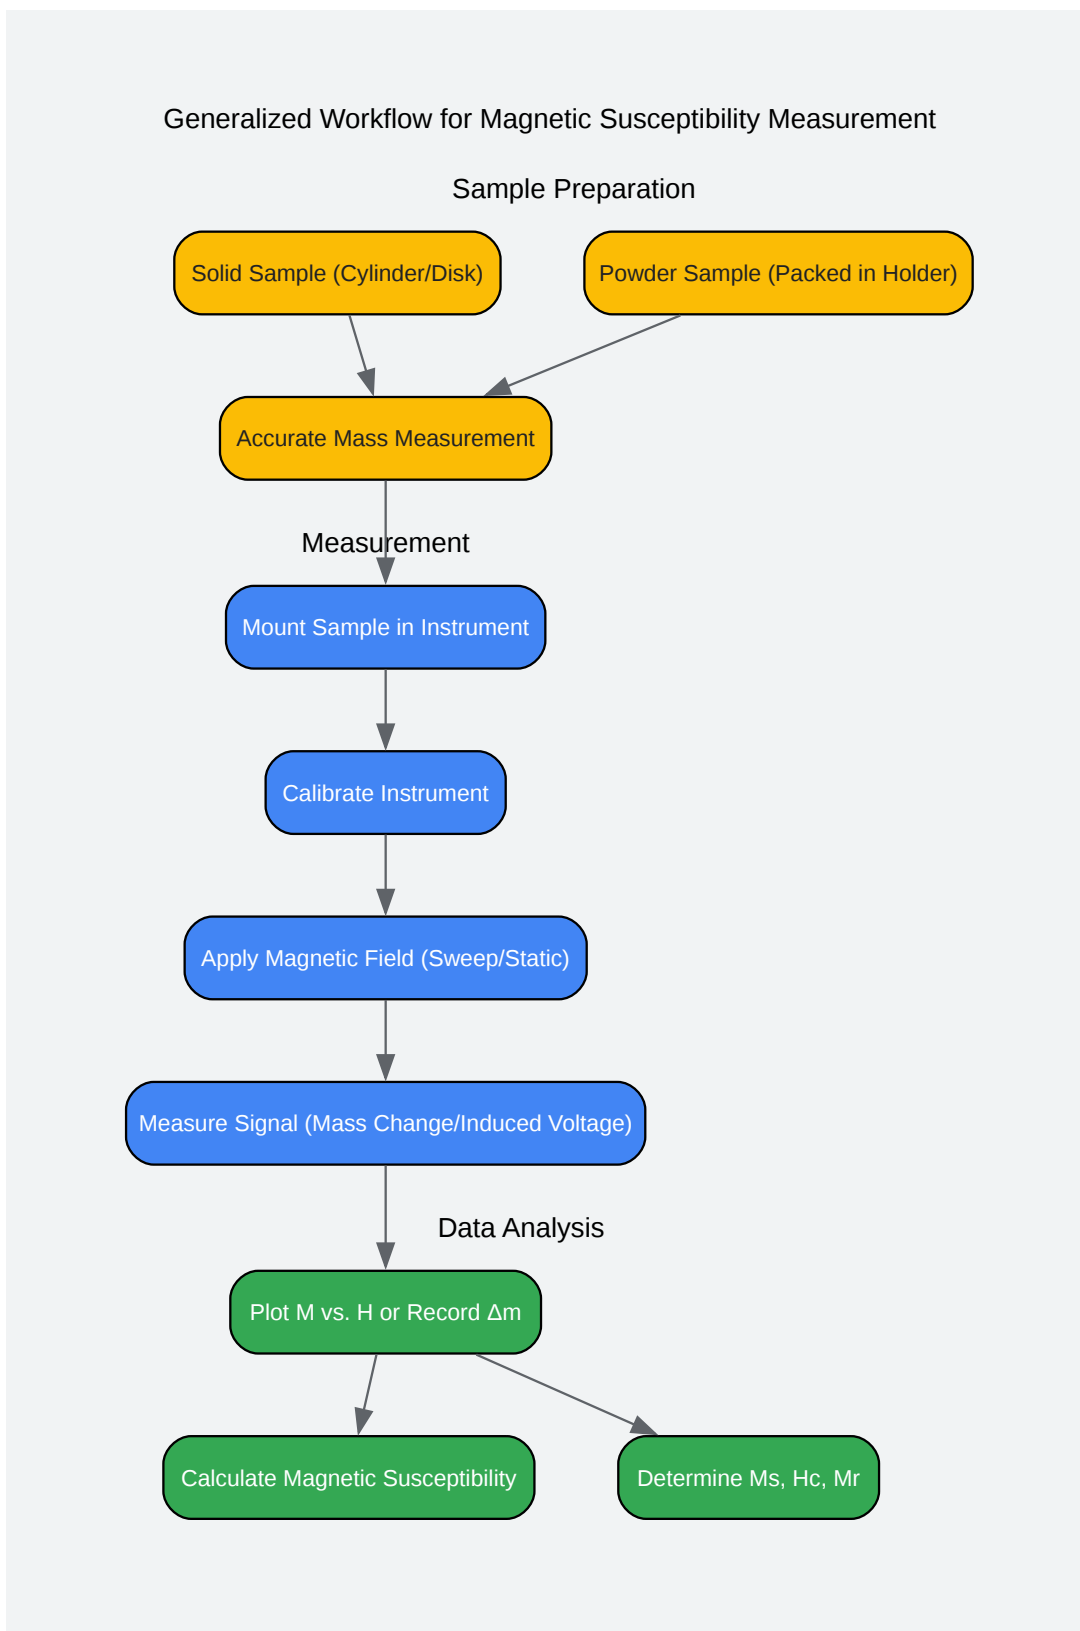 Generalized Workflow for Magnetic Susceptibility Measurement
Sample Preparation
Solid Sample (Cylinder/Disk)
Powder Sample (Packed in Holder)
Accurate Mass Measurement
Measurement
Mount Sample in Instrument
Calibrate Instrument
Apply Magnetic Field (Sweep/Static)
Measure Signal (Mass Change/Induced Voltage)
Data Analysis
Plot M vs. H or Record Δm
Calculate Magnetic Susceptibility
Determine Ms, Hc, Mr